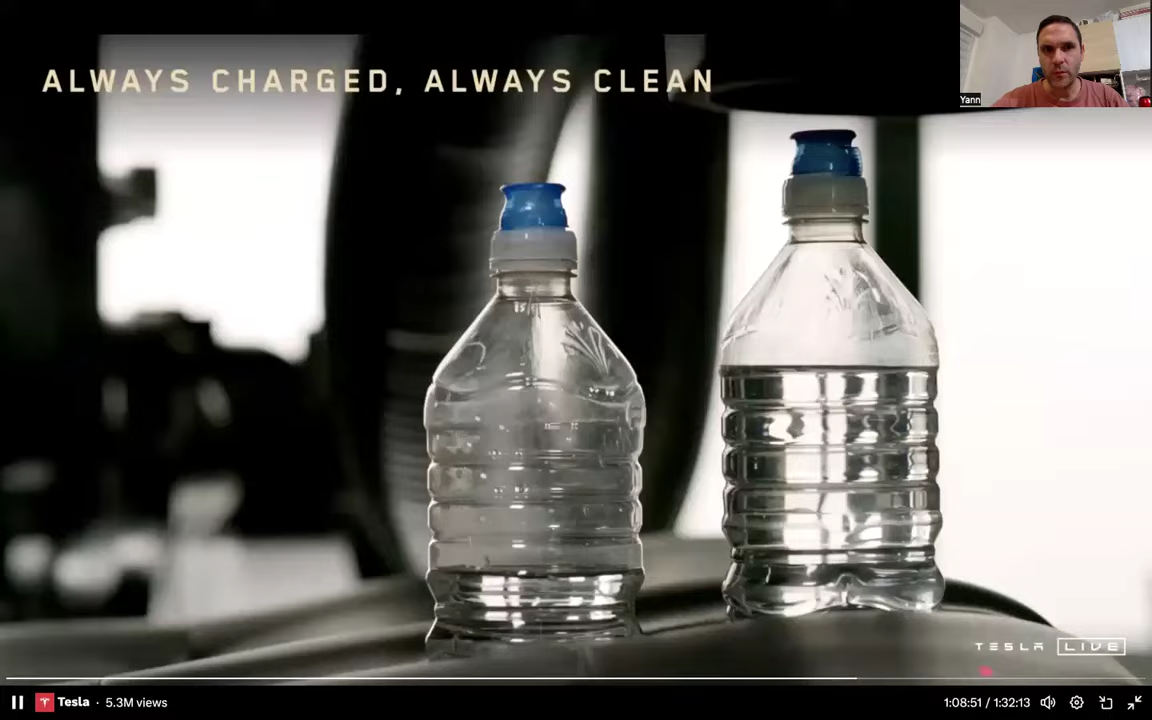 ALWAYS CHARGED, ALWAYS CLEAN
Yann
TESLA LIVE
Tesla · 5.3M views
1:08:51 / 1:32:13